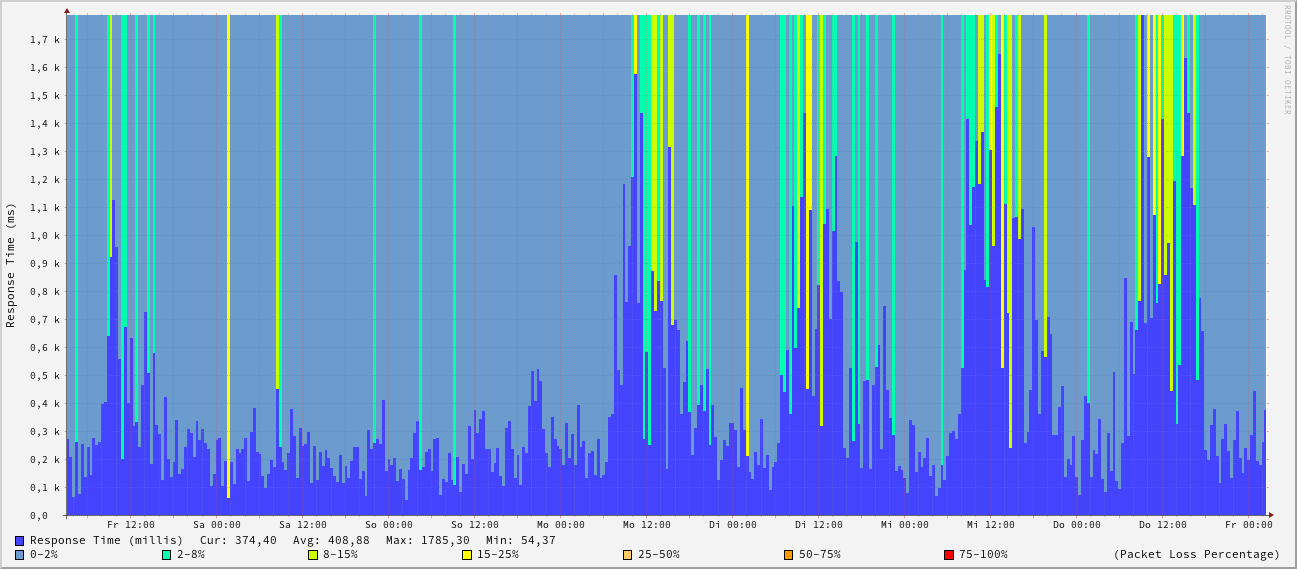 RRDTOOL / TOBI OETIKER
Response Time (ms)
1,7 k
1,6 k
1,5 k
1,4 k
1,3 k
1,2 k
1,1 k
1,0 k
0,9 k
0,8 k
0,7 k
0,6 k
0,5 k
0,4 k
0,3 k
0,2 k
0,1 k
0,0
Fr 12:00 Sa 00:00 Sa 12:00 So 00:00 So 12:00 Mo 00:00 Mo 12:00 Di 00:00 Di 12:00 Mi 00:00 Mi 12:00 Do 00:00 Do 12:00 Fr 00:00
Response Time (millis) Cur: 374,40 Avg: 408,88 Max: 1785,30 Min: 54,37
0-2% 2-8% 8-15% 15-25% 25-50% 50-75% 75-100% (Packet Loss Percentage)